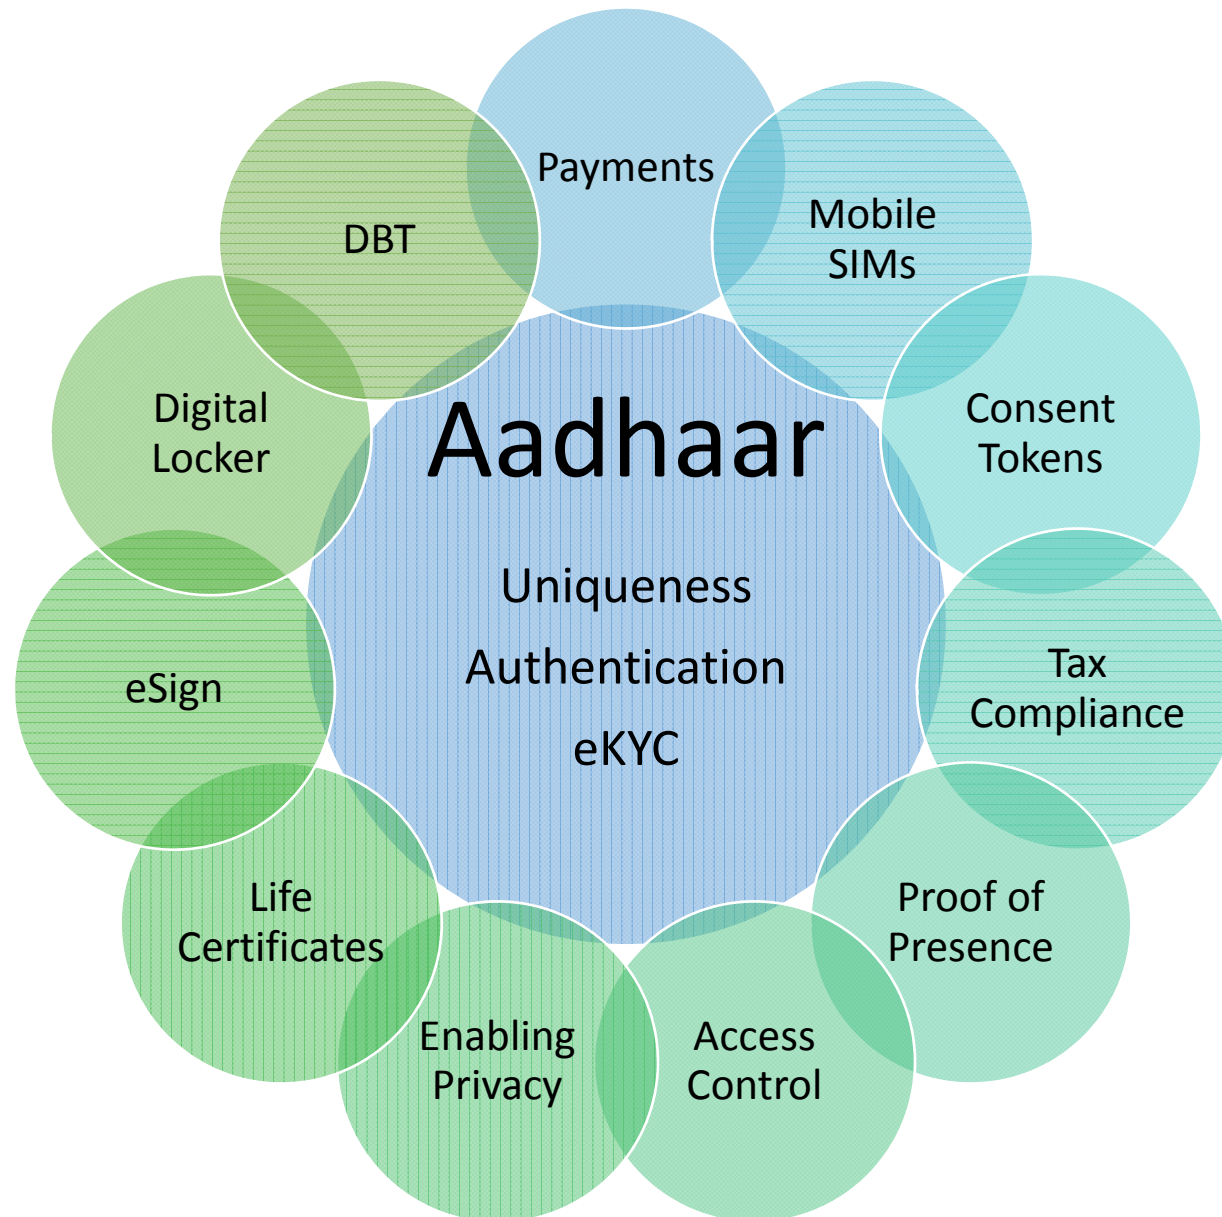 Payments
Mobile
SIMs
Consent
Tokens
Tax
Compliance
Proof of
Presence
Access
Control
Enabling
Privacy
Life
Certificates
eSign
Digital
Locker
DBT
Aadhaar
Uniqueness
Authentication
eKYC